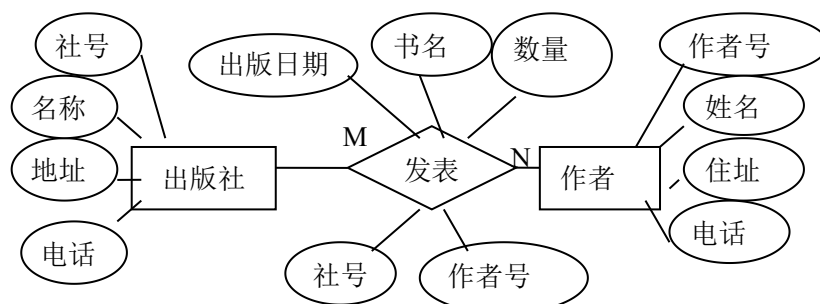 社号
书名
数量
作者号
出版日期
名称
姓名
M
地址
出版社
发表
N
作者
住址
电话
电话
社号
作者号